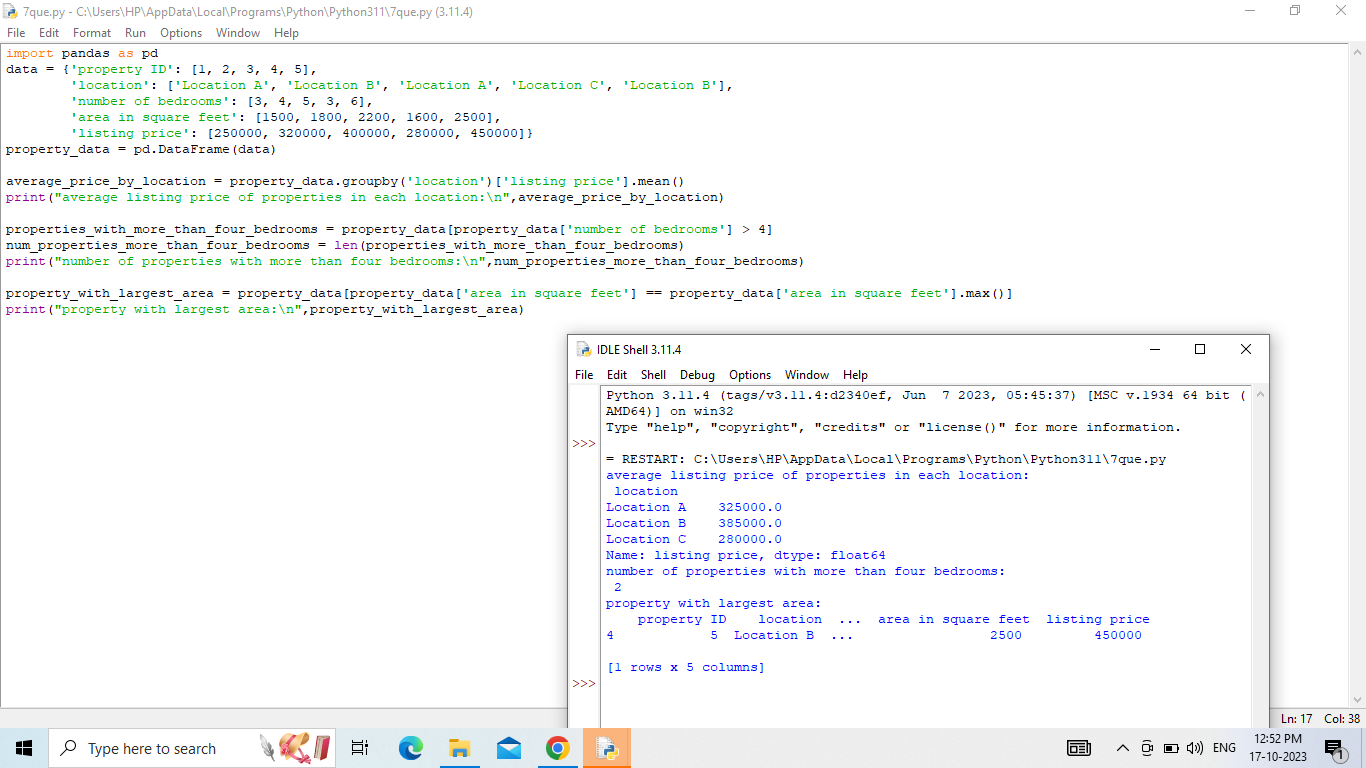 7que.py - C:\Users\HP\AppData\Local\Programs\Python\Python311\7que.py (3.11.4)
File Edit Format Run Options Window Help
import pandas as pd
data = {'property ID': [1, 2, 3, 4, 5],
        'location': ['Location A', 'Location B', 'Location A', 'Location C', 'Location B'],
        'number of bedrooms': [3, 4, 5, 3, 6],
        'area in square feet': [1500, 1800, 2200, 1600, 2500],
        'listing price': [250000, 320000, 400000, 280000, 450000]}
property_data = pd.DataFrame(data)
average_price_by_location = property_data.groupby('location')['listing price'].mean()
print("average listing price of properties in each location:\n",average_price_by_location)
properties_with_more_than_four_bedrooms = property_data[property_data['number of bedrooms'] > 4]
num_properties_more_than_four_bedrooms = len(properties_with_more_than_four_bedrooms)
print("number of properties with more than four bedrooms:\n",num_properties_more_than_four_bedrooms)
property_with_largest_area = property_data[property_data['area in square feet'] == property_data['area in square feet'].max()]
print("property with largest area:\n",property_with_largest_area)
IDLE Shell 3.11.4
File Edit Shell Debug Options Window Help
Python 3.11.4 (tags/v3.11.4:d2340ef, Jun  7 2023, 05:45:37) [MSC v.1934 64 bit (
AMD64)] on win32
Type "help", "copyright", "credits" or "license()" for more information.
>>>
= RESTART: C:\Users\HP\AppData\Local\Programs\Python\Python311\7que.py
average listing price of properties in each location:
 location
Location A    325000.0
Location B    385000.0
Location C    280000.0
Name: listing price, dtype: float64
number of properties with more than four bedrooms:
 2
property with largest area:
    property ID    location  ...  area in square feet  listing price
4            5  Location B  ...                 2500         450000
[1 rows x 5 columns]
>>>
Ln: 17 Col: 38
Type here to search
ENG
12:52 PM
17-10-2023
1